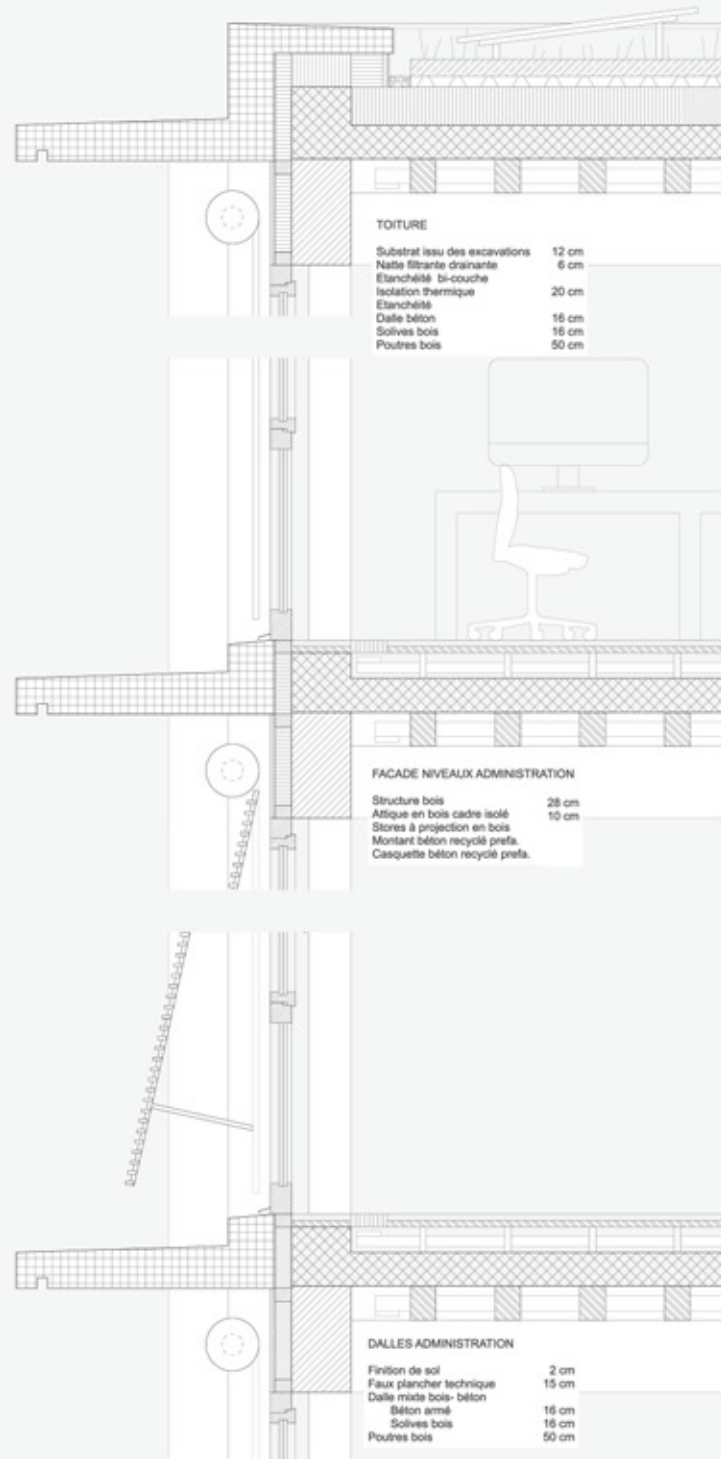 TOITURE
Substrat issu des excavations 12 cm
Natte filtrante drainante 6 cm
Etanchéité bi-couche
Isolation thermique 20 cm
Etanchéité
Dalle béton 16 cm
Solives bois 16 cm
Poutres bois 50 cm
FACADE NIVEAUX ADMINISTRATION
Structure bois 28 cm
Attique en bois cadre isolé 10 cm
Stores à projection en bois
Montant béton recyclé prefa.
Casquette béton recyclé prefa.
DALLES ADMINISTRATION
Finition de sol 2 cm
Faux plancher technique 15 cm
Dalle mixte bois- béton
Béton armé 16 cm
Solives bois 16 cm
Poutres bois 50 cm